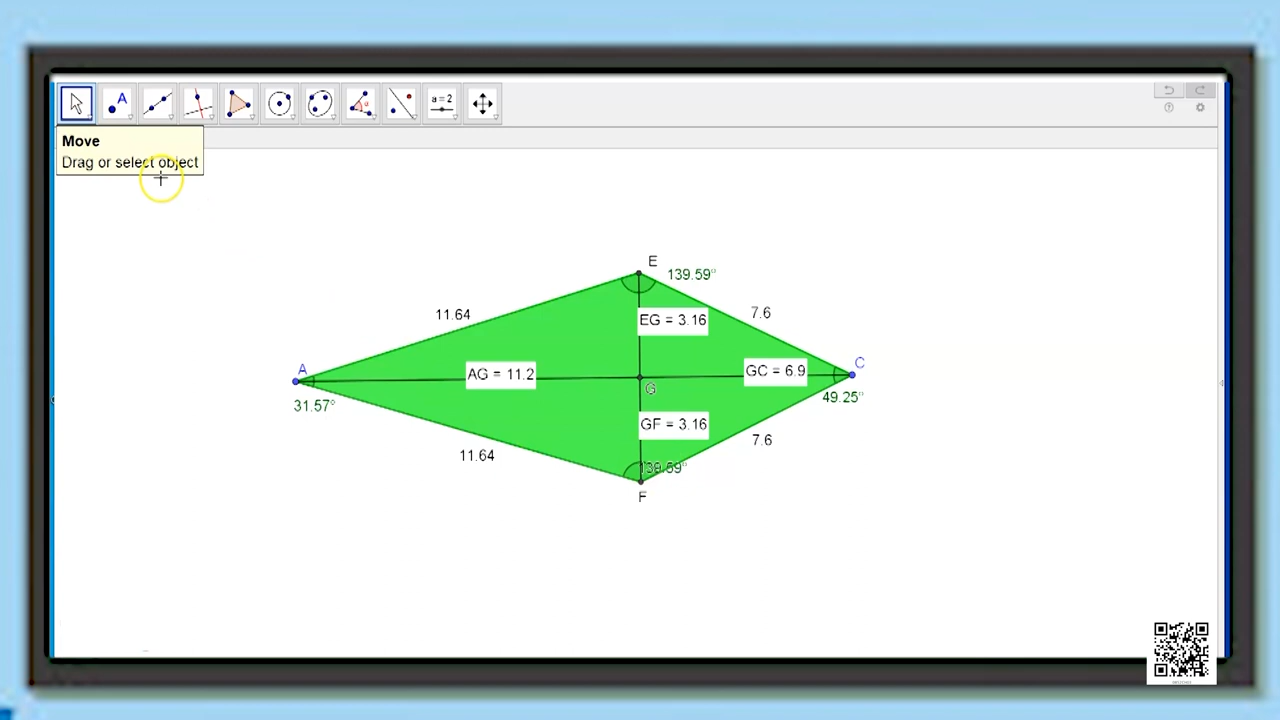 A
a=2
Move
Drag or select object
E
139.59°
11.64
7.6
EG = 3.16
A
AG = 11.2
GC = 6.9
C
G
31.57°
49.25°
GF = 3.16
11.64
7.6
139.59°
F